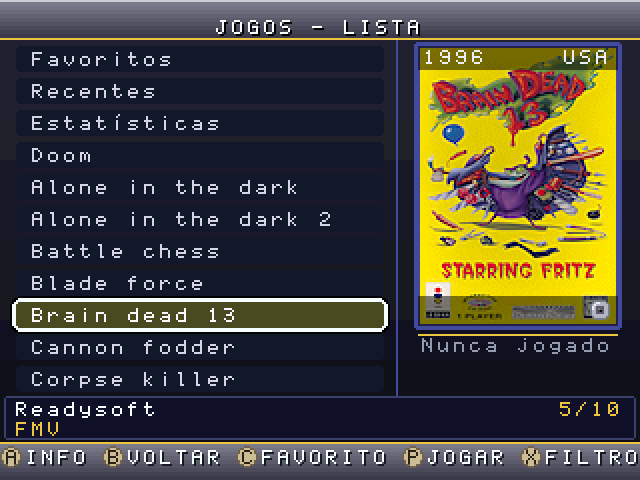 JOGOS - LISTA
Favoritos
Recentes
Estatísticas
Doom
Alone in the dark
Alone in the dark 2
Battle chess
Blade force
Brain dead 13
Cannon fodder
Corpse killer
1996 USA
BRAIN DEAD
13
STARRING FRITZ
1 PLAYER
Nunca jogado
Readysoft 5/10
FMV
A INFO B VOLTAR C FAVORITO P JOGAR X FILTRO